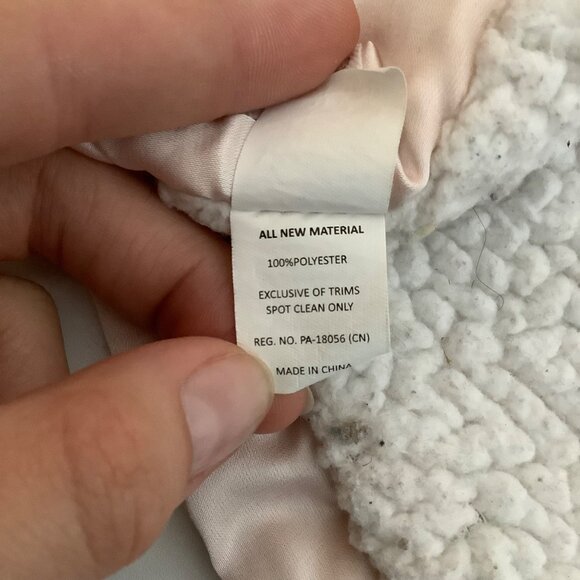 ALL NEW MATERIAL
100%POLYESTER
EXCLUSIVE OF TRIMS
SPOT CLEAN ONLY
REG. NO. PA-18056 (CN)
MADE IN CHINA